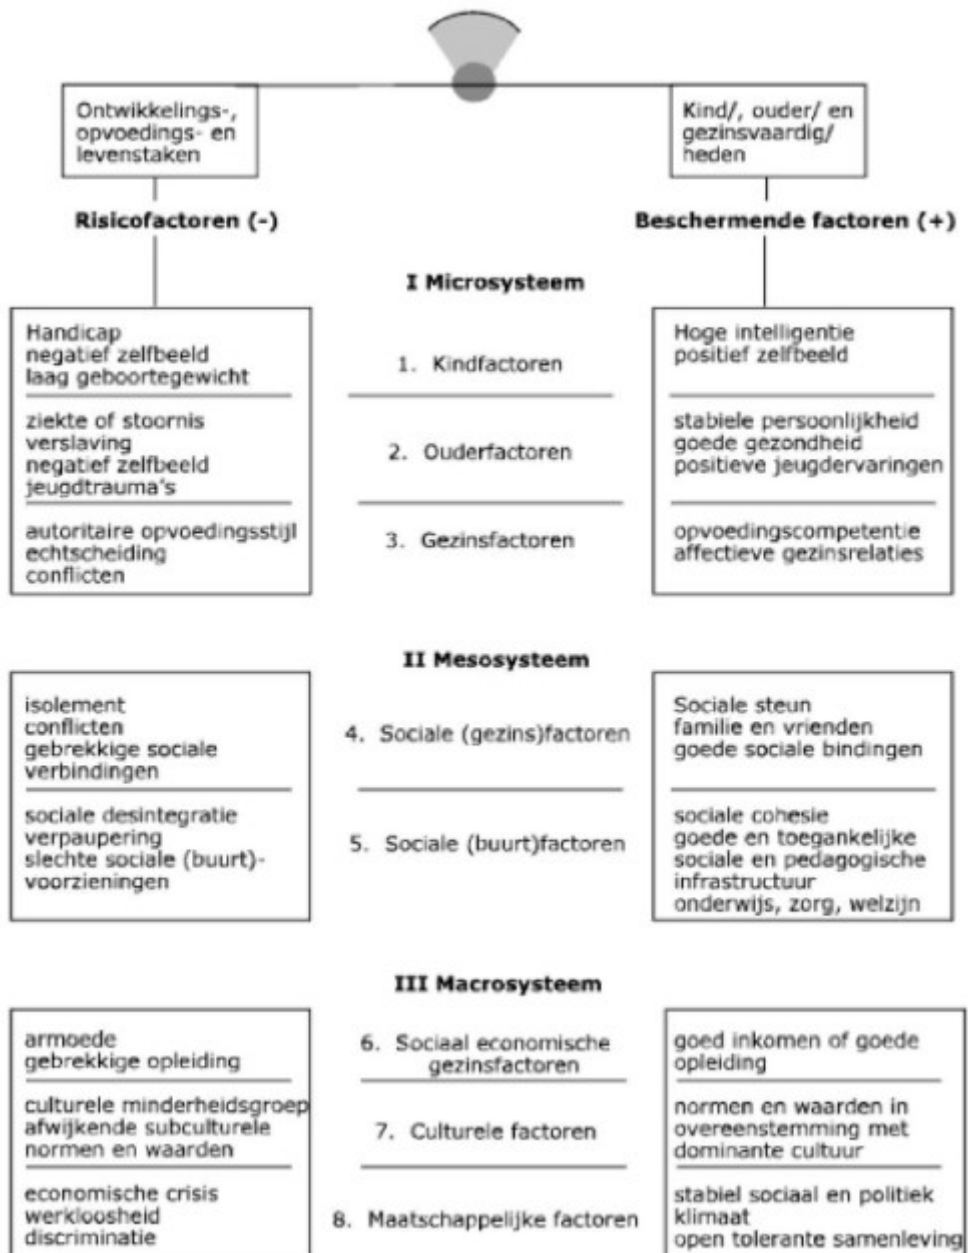 Ontwikkelings-,
opvoedings- en
levenstaken
Kind/, ouder/ en
gezinsvaardig/
heden
Risicofactoren (-)
Beschermende factoren (+)
I Microsysteem
Handicap
negatief zelfbeeld
laag geboortegewicht
1. Kindfactoren
Hoge intelligentie
positief zelfbeeld
ziekte of stoornis
verslaving
negatief zelfbeeld
jeugdtrauma's
2. Ouderfactoren
stabiele persoonlijkheid
goede gezondheid
positieve jeugdervaringen
autoritaire opvoedingsstijl
echtscheiding
conflicten
3. Gezinsfactoren
opvoedingscompetentie
affectieve gezinsrelaties
II Mesosysteem
isolement
conflicten
gebrekkige sociale
verbindingen
4. Sociale (gezins)factoren
Sociale steun
familie en vrienden
goede sociale bindingen
sociale desintegratie
verpaupering
slechte sociale (buurt)-
voorzieningen
5. Sociale (buurt)factoren
sociale cohesie
goede en toegankelijke
sociale en pedagogische
infrastructuur
onderwijs, zorg, welzijn
III Macrosysteem
armoede
gebrekkige opleiding
6. Sociaal economische
gezinsfactoren
goed inkomen of goede
opleiding
culturele minderheidsgroep
afwijkende subculturele
normen en waarden
7. Culturele factoren
normen en waarden in
overeenstemming met
dominante cultuur
economische crisis
werkloosheid
discriminatie
8. Maatschappelijke factoren
stabiel sociaal en politiek
klimaat
open tolerante samenleving